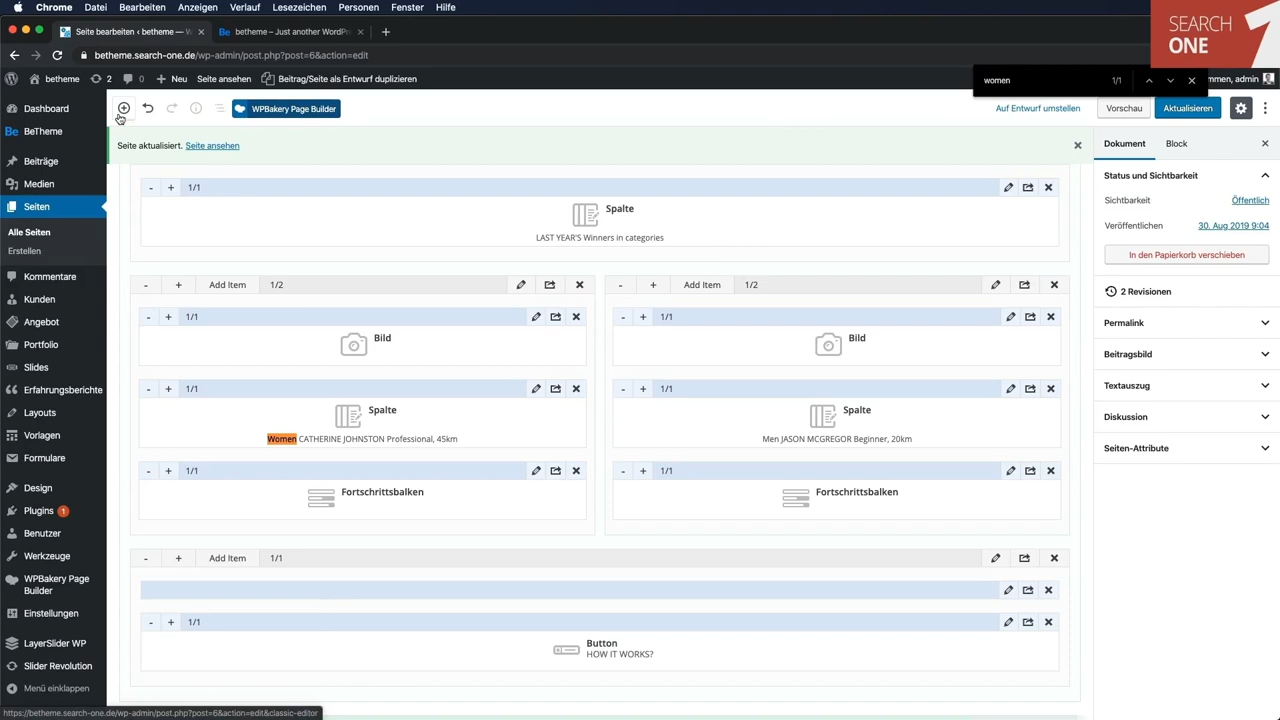 Chrome Datei Bearbeiten Anzeigen Verlauf Lesezeichen Personen Fenster Hilfe
SEARCH
ONE
Seite bearbeiten ‹ betheme — W
betheme – Just another WordPr
betheme.search-one.de/wp-admin/post.php?post=6&action=edit
betheme 2 0 Neu Seite ansehen Beitrag/Seite als Entwurf duplizieren
women 1/1
mmen, admin
WPBakery Page Builder
Auf Entwurf umstellen Vorschau Aktualisieren
Dashboard
BeTheme
Beiträge
Medien
Seiten
Alle Seiten
Erstellen
Kommentare
Kunden
Angebot
Portfolio
Slides
Erfahrungsberichte
Layouts
Vorlagen
Formulare
Design
Plugins 1
Benutzer
Werkzeuge
WPBakery Page
Builder
Einstellungen
LayerSlider WP
Slider Revolution
Menü einklappen
Seite aktualisiert. Seite ansehen
- + 1/1
Spalte
LAST YEAR'S Winners in categories
- + Add Item 1/2
- + 1/1
Bild
- + 1/1
Spalte
Women CATHERINE JOHNSTON Professional, 45km
- + 1/1
Fortschrittsbalken
- + Add Item 1/2
- + 1/1
Bild
- + 1/1
Spalte
Men JASON MCGREGOR Beginner, 20km
- + 1/1
Fortschrittsbalken
- + Add Item 1/1
- + 1/1
Button
HOW IT WORKS?
Dokument Block
Status und Sichtbarkeit
Sichtbarkeit Öffentlich
Veröffentlichen 30. Aug 2019 9:04
In den Papierkorb verschieben
2 Revisionen
Permalink
Beitragsbild
Textauszug
Diskussion
Seiten-Attribute
https://betheme.search-one.de/wp-admin/post.php?post=6&action=edit&classic-editor